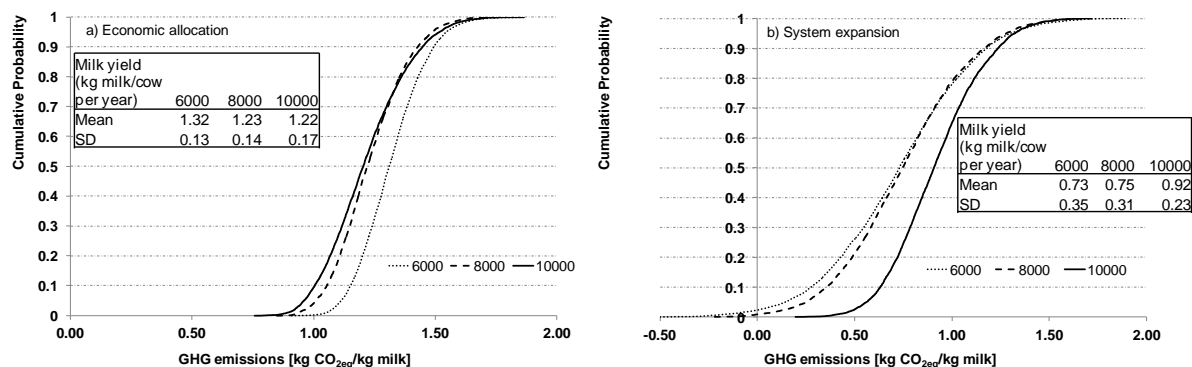 a) Economic allocation
Cumulative Probability
1
0.9
0.8
0.7
0.6
0.5
0.4
0.3
0.2
0.1
0
Milk yield
(kg milk/cow
per year) 6000 8000 10000
Mean 1.32 1.23 1.22
SD 0.13 0.14 0.17
6000 8000 10000
0.00 0.50 1.00 1.50 2.00
GHG emissions [kg CO2eq/kg milk]
b) System expansion
Cumulative Probability
1
0.9
0.8
0.7
0.6
0.5
0.4
0.3
0.2
0.1
0
Milk yield
(kg milk/cow
per year) 6000 8000 10000
Mean 0.73 0.75 0.92
SD 0.35 0.31 0.23
6000 8000 10000
-0.50 0.00 0.50 1.00 1.50 2.00
GHG emissions [kg CO2eq/kg milk]